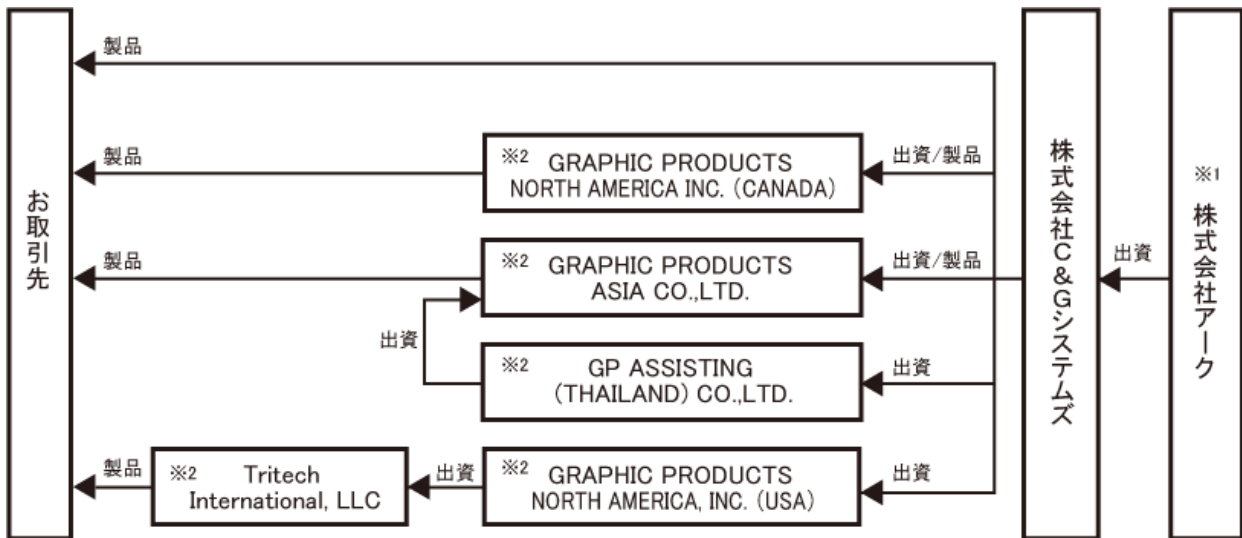 お取引先
製品
製品
※2 GRAPHIC PRODUCTS
NORTH AMERICA INC. (CANADA)
出資/製品
製品
※2 GRAPHIC PRODUCTS
ASIA CO.,LTD.
出資/製品
出資
※2 GP ASSISTING
(THAILAND) CO.,LTD.
出資
製品
※2 Tritech
International, LLC
出資
※2 GRAPHIC PRODUCTS
NORTH AMERICA, INC. (USA)
出資
株式会社C&Gシステムズ
出資
※1 株式会社アーク